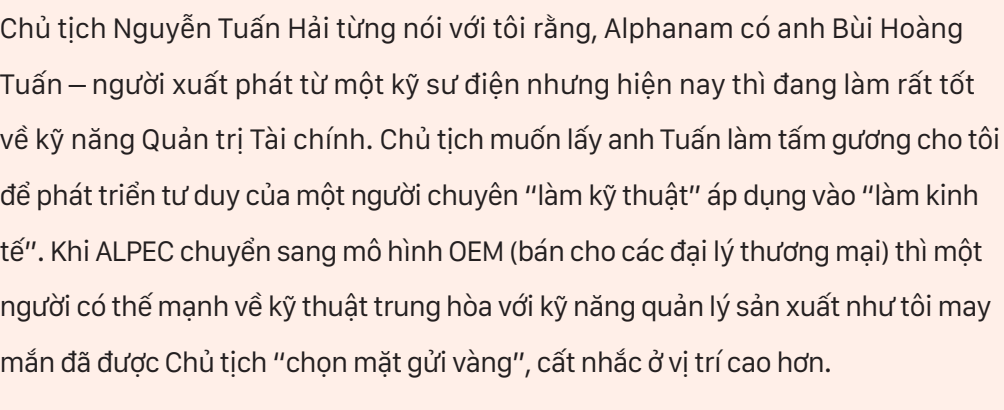 Chủ tịch Nguyễn Tuấn Hải từng nói với tôi rằng, Alphanam có anh Bùi Hoàng
Tuấn – người xuất phát từ một kỹ sư điện nhưng hiện nay thì đang làm rất tốt
về kỹ năng Quản trị Tài chính. Chủ tịch muốn lấy anh Tuấn làm tấm gương cho tôi
để phát triển tư duy của một người chuyên “làm kỹ thuật” áp dụng vào “làm kinh
tế”. Khi ALPEC chuyển sang mô hình OEM (bán cho các đại lý thương mại) thì một
người có thế mạnh về kỹ thuật trung hòa với kỹ năng quản lý sản xuất như tôi may
mắn đã được Chủ tịch “chọn mặt gửi vàng”, cất nhắc ở vị trí cao hơn.